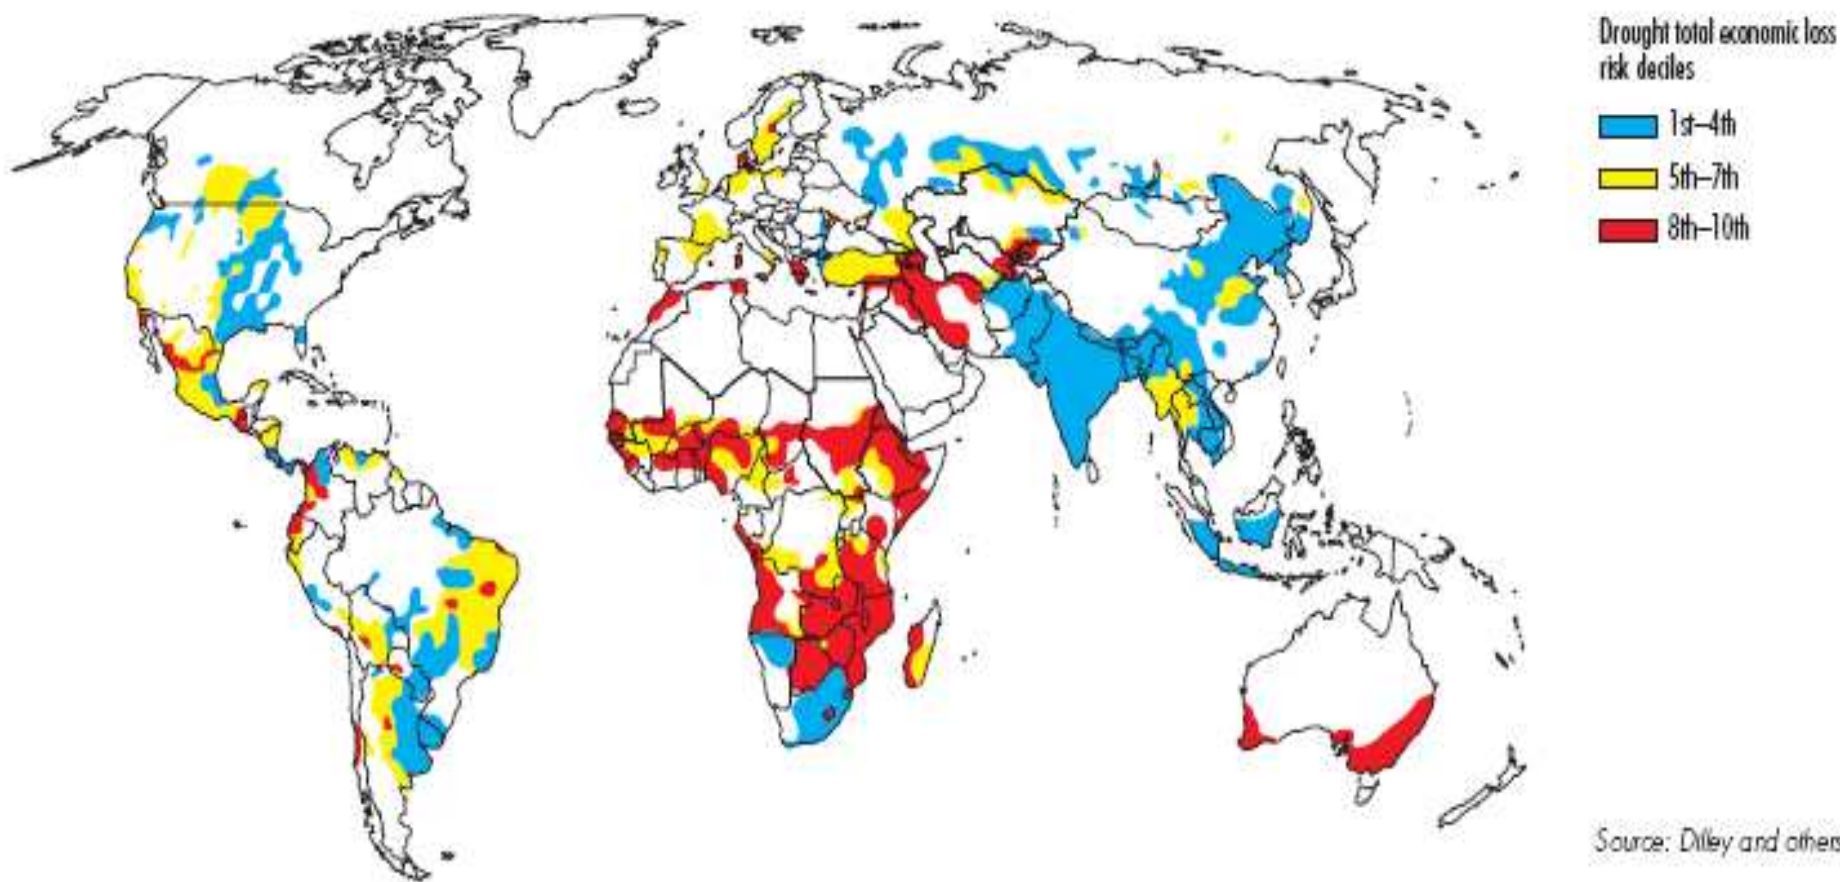 Drought total economic loss
risk deciles
1st–4th
5th–7th
8th–10th
Source: Dilley and others